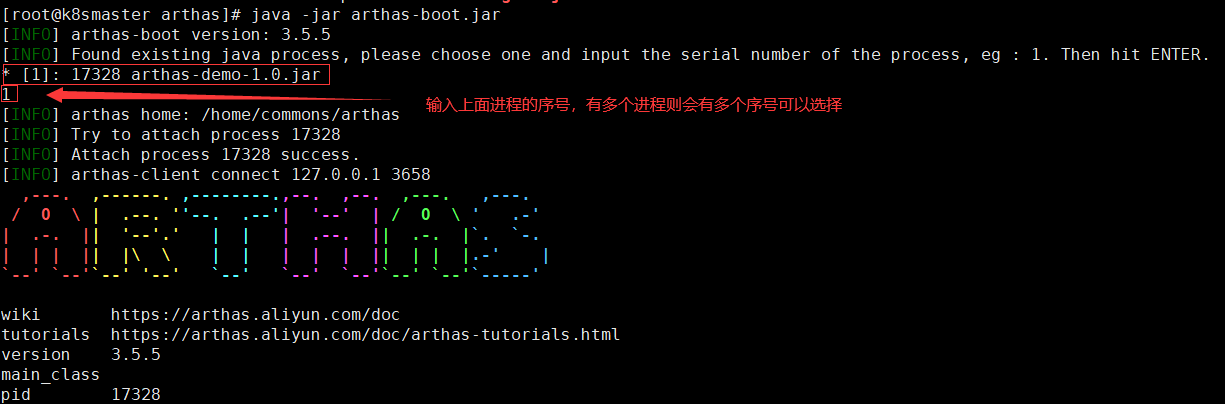 [root@k8smaster arthas]# java -jar arthas-boot.jar
[INFO] arthas-boot version: 3.5.5
[INFO] Found existing java process, please choose one and input the serial number of the process, eg : 1. Then hit ENTER.
* [1]: 17328 arthas-demo-1.0.jar
1
输入上面进程的序号，有多个进程则会有多个序号可以选择
[INFO] arthas home: /home/commons/arthas
[INFO] Try to attach process 17328
[INFO] Attach process 17328 success.
[INFO] arthas-client connect 127.0.0.1 3658
ARTHAS
wiki https://arthas.aliyun.com/doc
tutorials https://arthas.aliyun.com/doc/arthas-tutorials.html
version 3.5.5
main_class
pid 17328